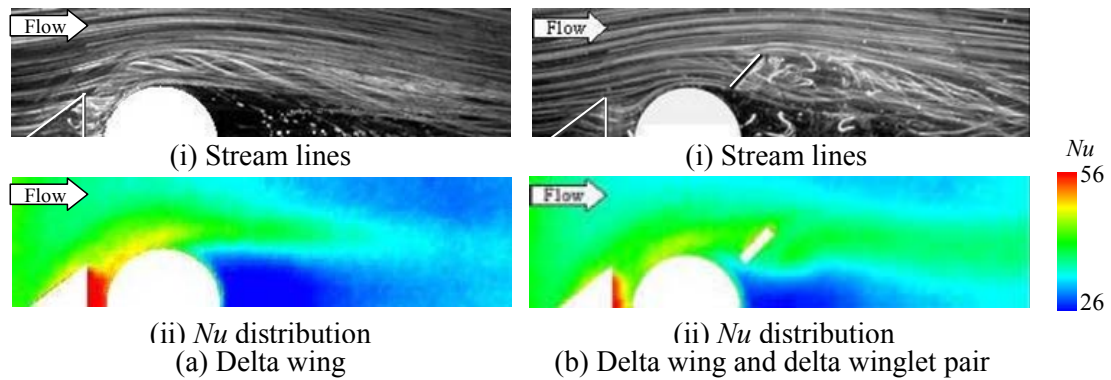 Flow
Flow
(i) Stream lines
(i) Stream lines
Nu
56
Flow
Flow
26
(ii) Nu distribution
(ii) Nu distribution
(a) Delta wing
(b) Delta wing and delta winglet pair